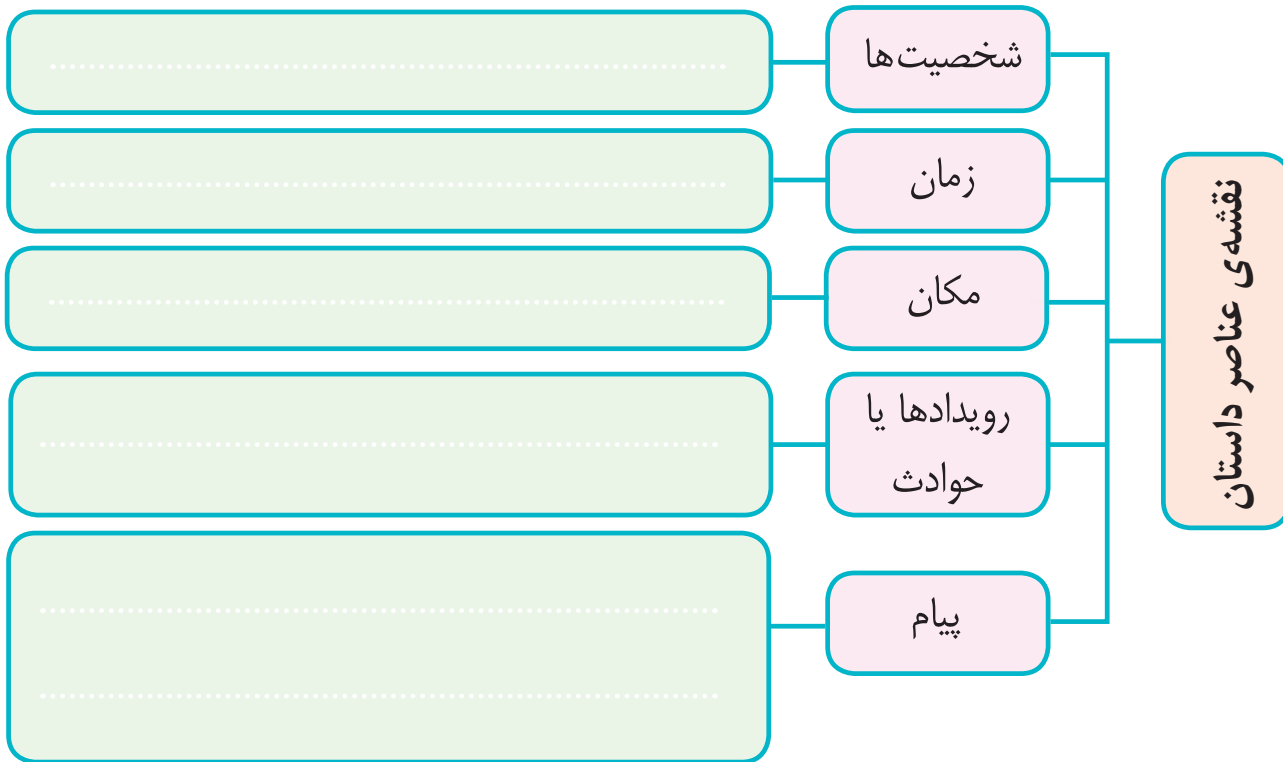 نقشه‌ی عناصر داستان
شخصیت‌ها
زمان
مکان
رویدادها یا
حوادث
پیام